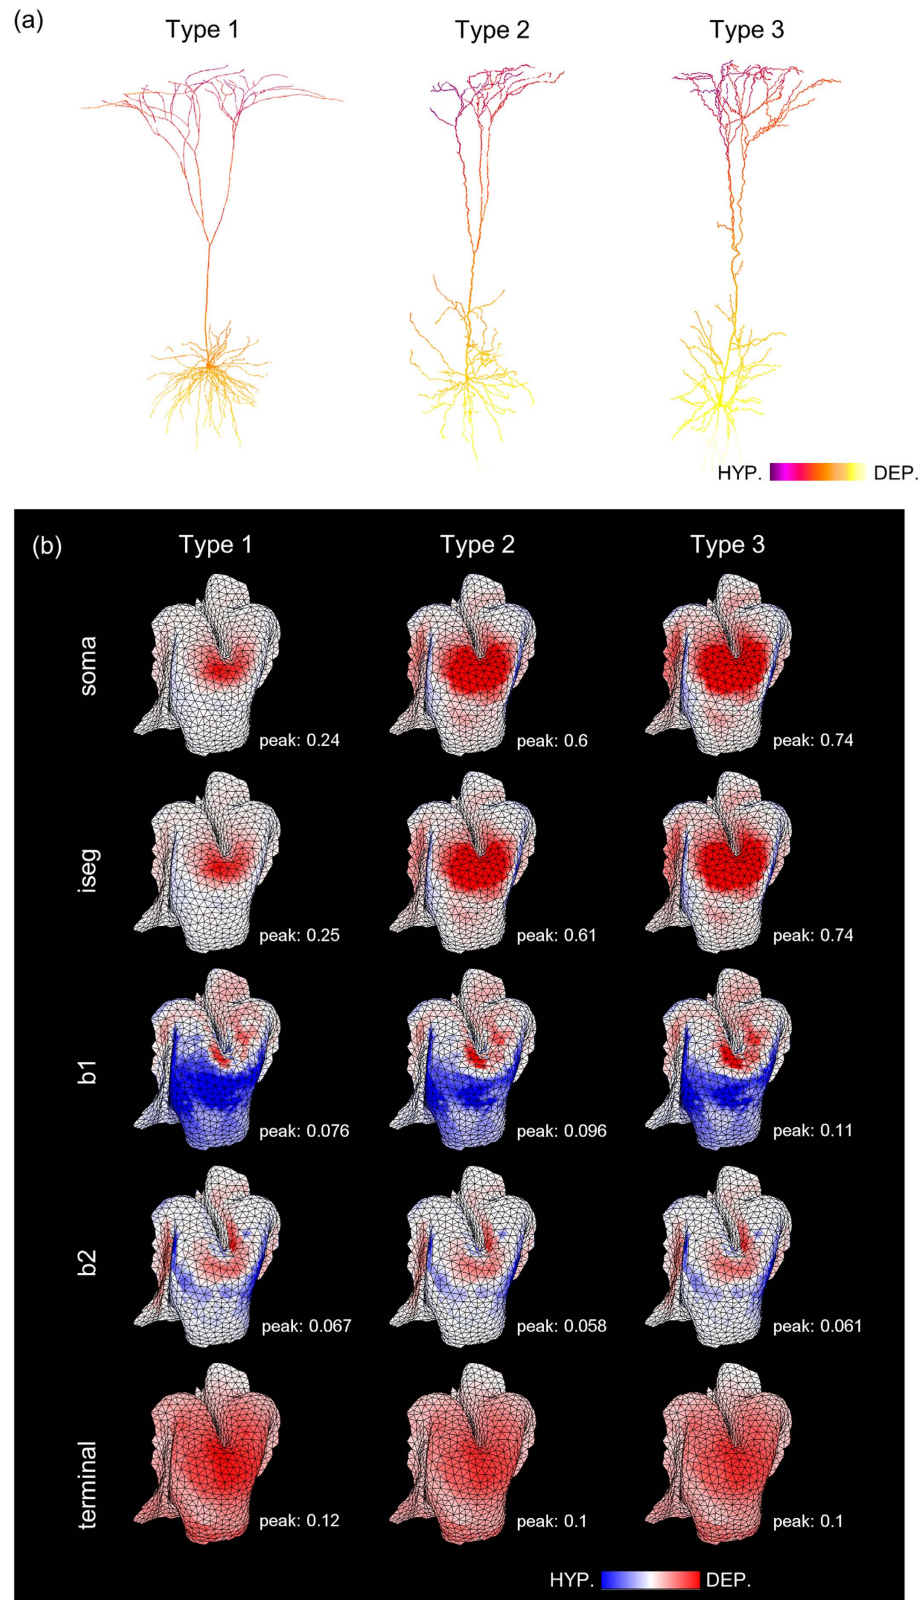 (a)
Type 1 Type 2 Type 3
HYP. DEP.
(b)
Type 1 Type 2 Type 3
soma
peak: 0.24 peak: 0.6 peak: 0.74
iseg
peak: 0.25 peak: 0.61 peak: 0.74
b1
peak: 0.076 peak: 0.096 peak: 0.11
b2
peak: 0.067 peak: 0.058 peak: 0.061
terminal
peak: 0.12 peak: 0.1 peak: 0.1
HYP. DEP.